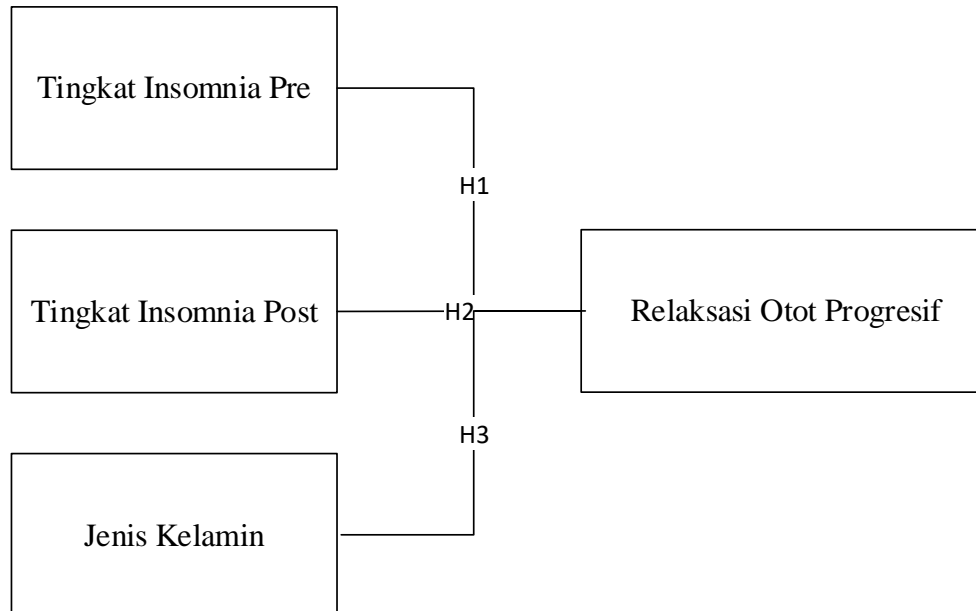 Tingkat Insomnia Pre
H1
Tingkat Insomnia Post
H2
Relaksasi Otot Progresif
H3
Jenis Kelamin